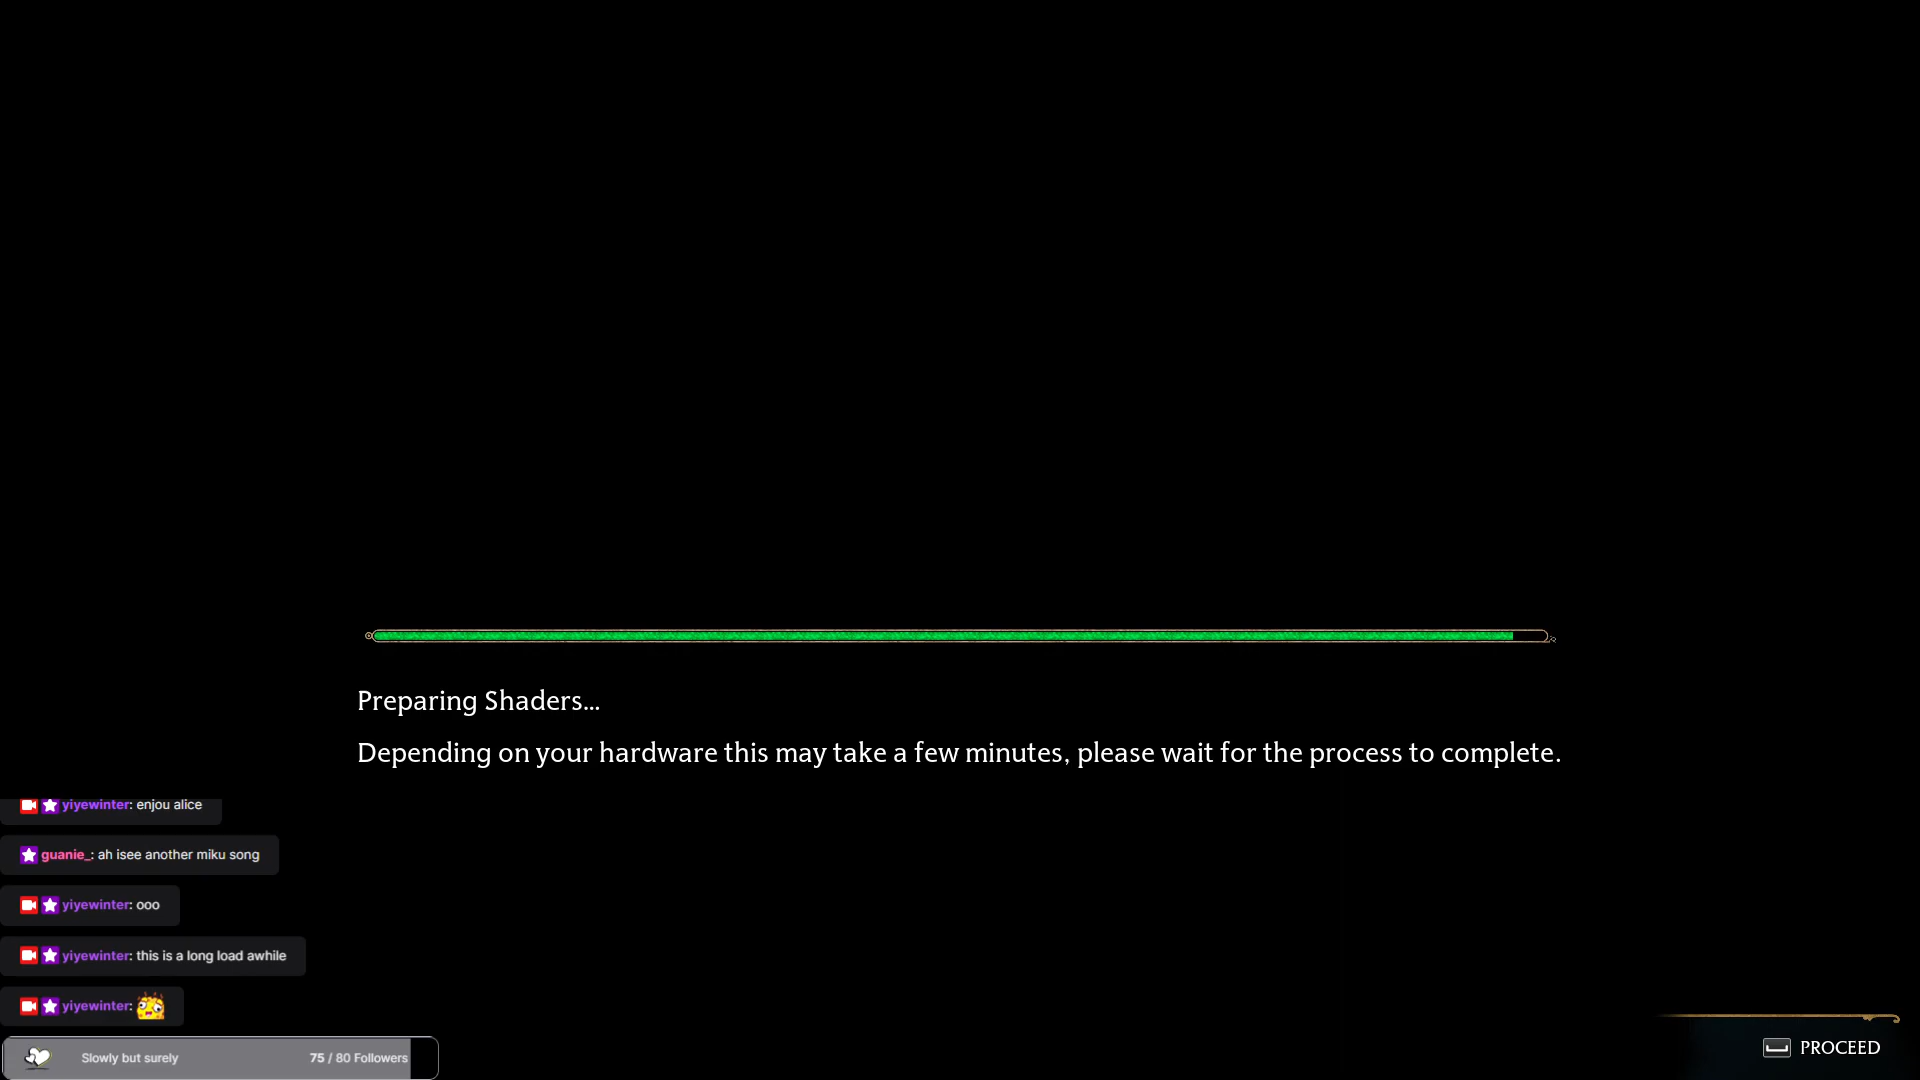 Preparing Shaders...
Depending on your hardware this may take a few minutes, please wait for the process to complete.
yiyewinter: enjou alice
guanie_: ah isee another miku song
yiyewinter: ooo
yiyewinter: this is a long load awhile
yiyewinter:
Slowly but surely 75 / 80 Followers
PROCEED